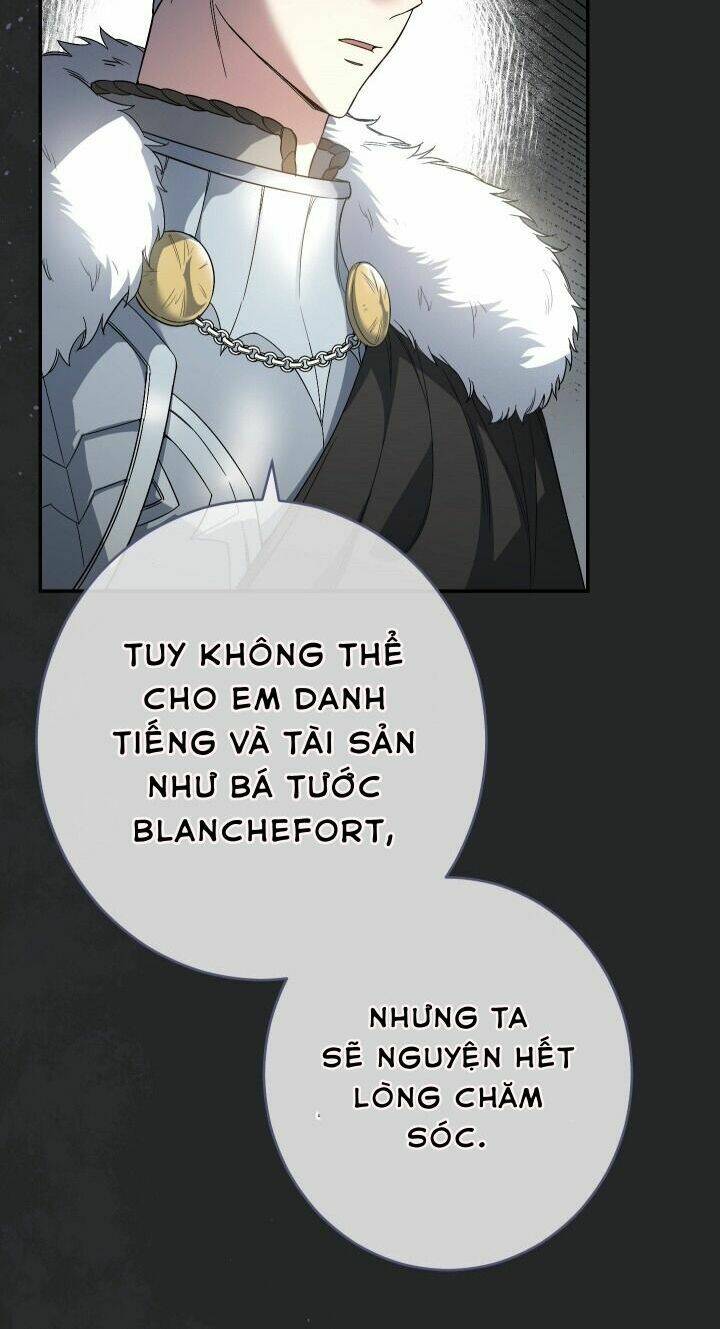 TUY KHÔNG THỂ
CHO EM DANH
TIẾNG VÀ TÀI SẢN
NHƯ BÁ TƯỚC
BLANCHEFORT,
NHƯNG TA
SẼ NGUYỆN HẾT
LÒNG CHĂM
SÓC.